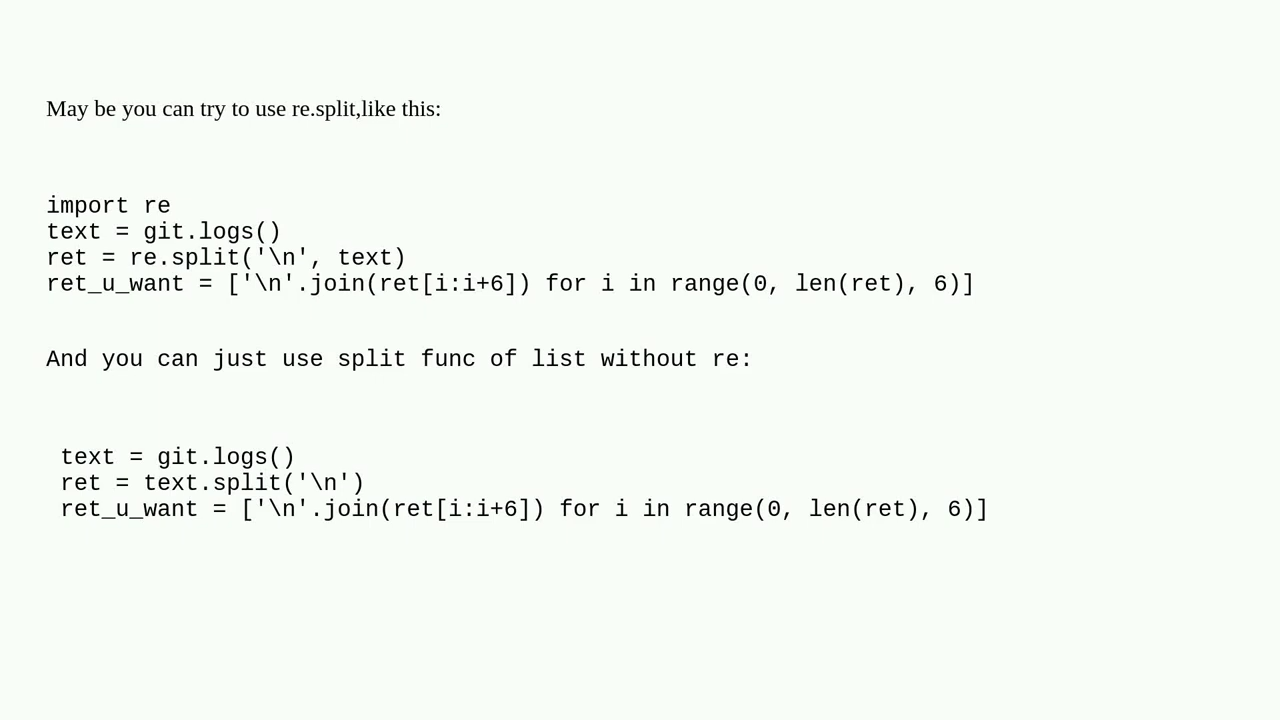 May be you can try to use re.split,like this:
import re
text = git.logs()
ret = re.split('\n', text)
ret_u_want = ['\n'.join(ret[i:i+6]) for i in range(0, len(ret), 6)]
And you can just use split func of list without re:
text = git.logs()
ret = text.split('\n')
ret_u_want = ['\n'.join(ret[i:i+6]) for i in range(0, len(ret), 6)]